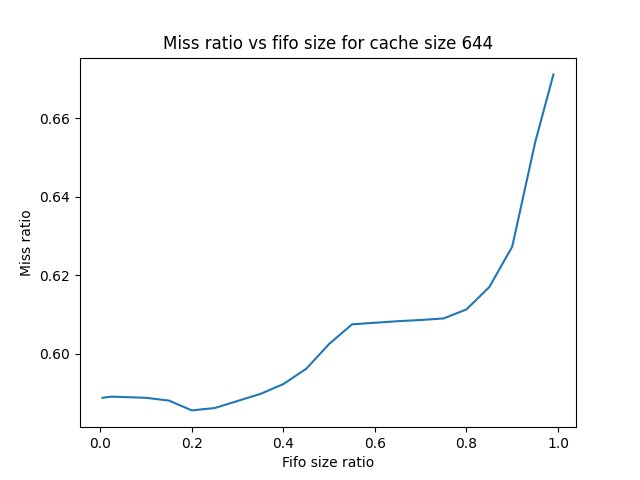 Miss ratio vs fifo size for cache size 644
0.66
0.64
0.62
0.60
Miss ratio
0.0 0.2 0.4 0.6 0.8 1.0
Fifo size ratio